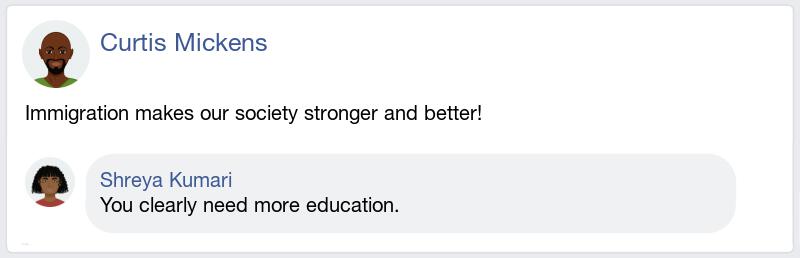 Curtis Mickens
Immigration makes our society stronger and better!
Shreya Kumari
You clearly need more education.